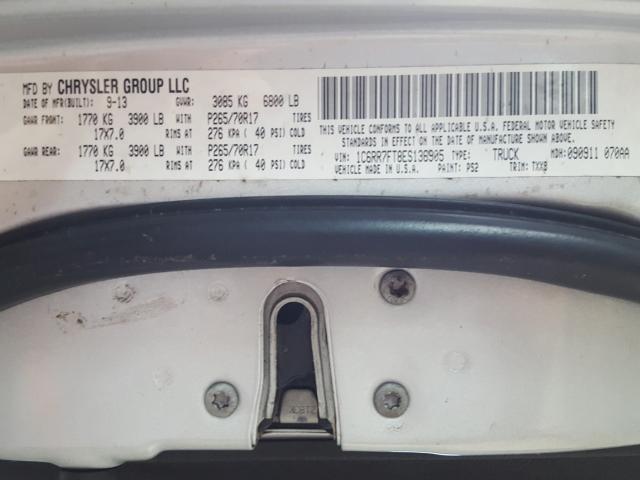 MFD BY CHRYSLER GROUP LLC
DATE OF MFR(BUILT): 9-13 GVWR: 3085 KG 6800 LB
GAWR FRONT: 1770 KG 3900 LB WITH P265/70R17 TIRES
17X7.0 RIMS AT 276 KPA ( 40 PSI) COLD
GAWR REAR: 1770 KG 3900 LB WITH P265/70R17 TIRES
17X7.0 RIMS AT 276 KPA ( 40 PSI) COLD
THIS VEHICLE CONFORMS TO ALL APPLICABLE U.S.A. FEDERAL MOTOR VEHICLE SAFETY
STANDARDS IN EFFECT ON THE DATE OF MANUFACTURE SHOWN ABOVE.
VIN: 1C6RR7FT8ES136905 TYPE: TRUCK MDH: 090911 070AA
VEHICLE MADE IN U.S.A. PAINT: PS2 TRIM: TXX8